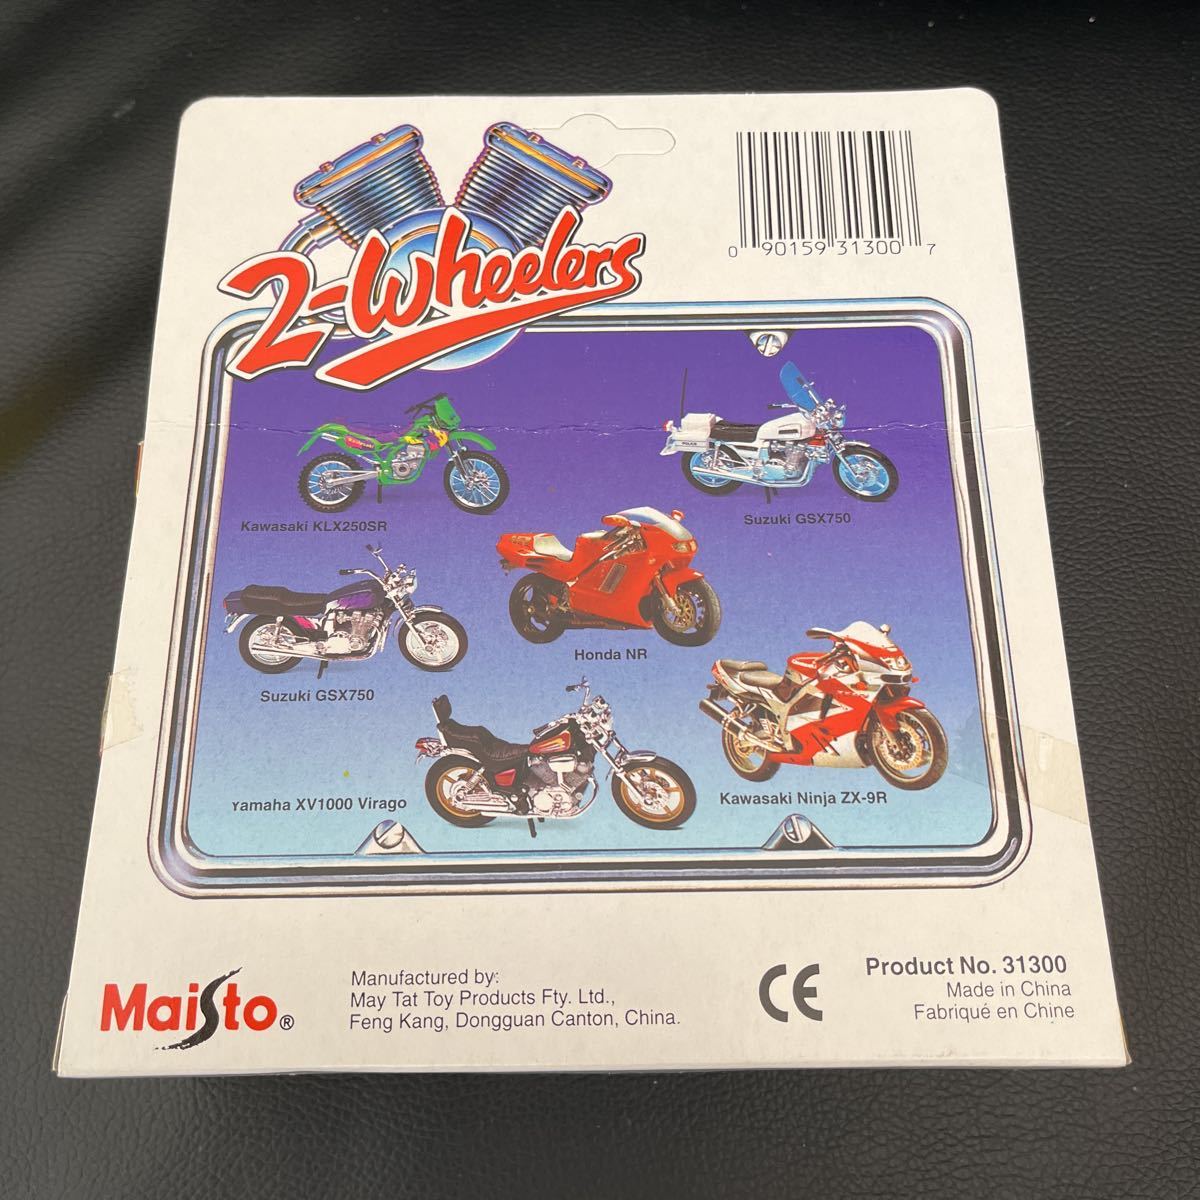 2-Wheelers
0 90159 31300 7
Kawasaki KLX250SR
POLICE
Suzuki GSX750
Suzuki GSX750
Honda NR
Yamaha XV1000 Virago
Kawasaki Ninja ZX-9R
Maisto®
Manufactured by:
May Tat Toy Products Fty. Ltd.,
Feng Kang, Dongguan Canton, China.
CE
Product No. 31300
Made in China
Fabriqué en Chine